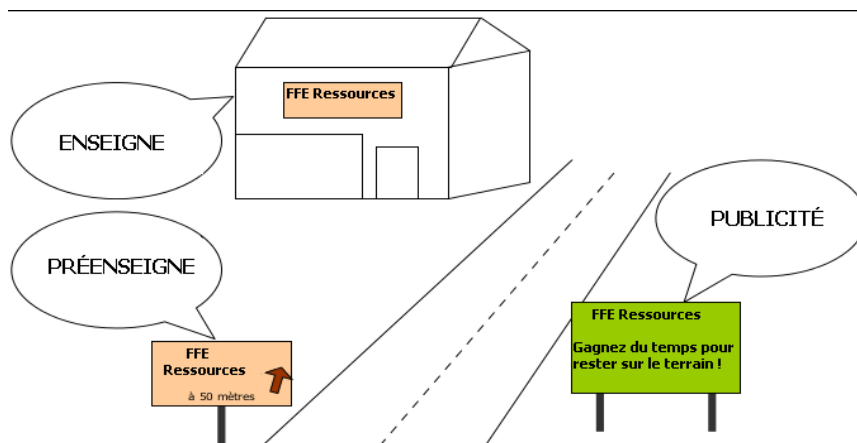 FFE Ressources
ENSEIGNE
PUBLICITÉ
PRÉENSEIGNE
FFE Ressources
Gagnez du temps pour
rester sur le terrain !
FFE
Ressources
à 50 mètres